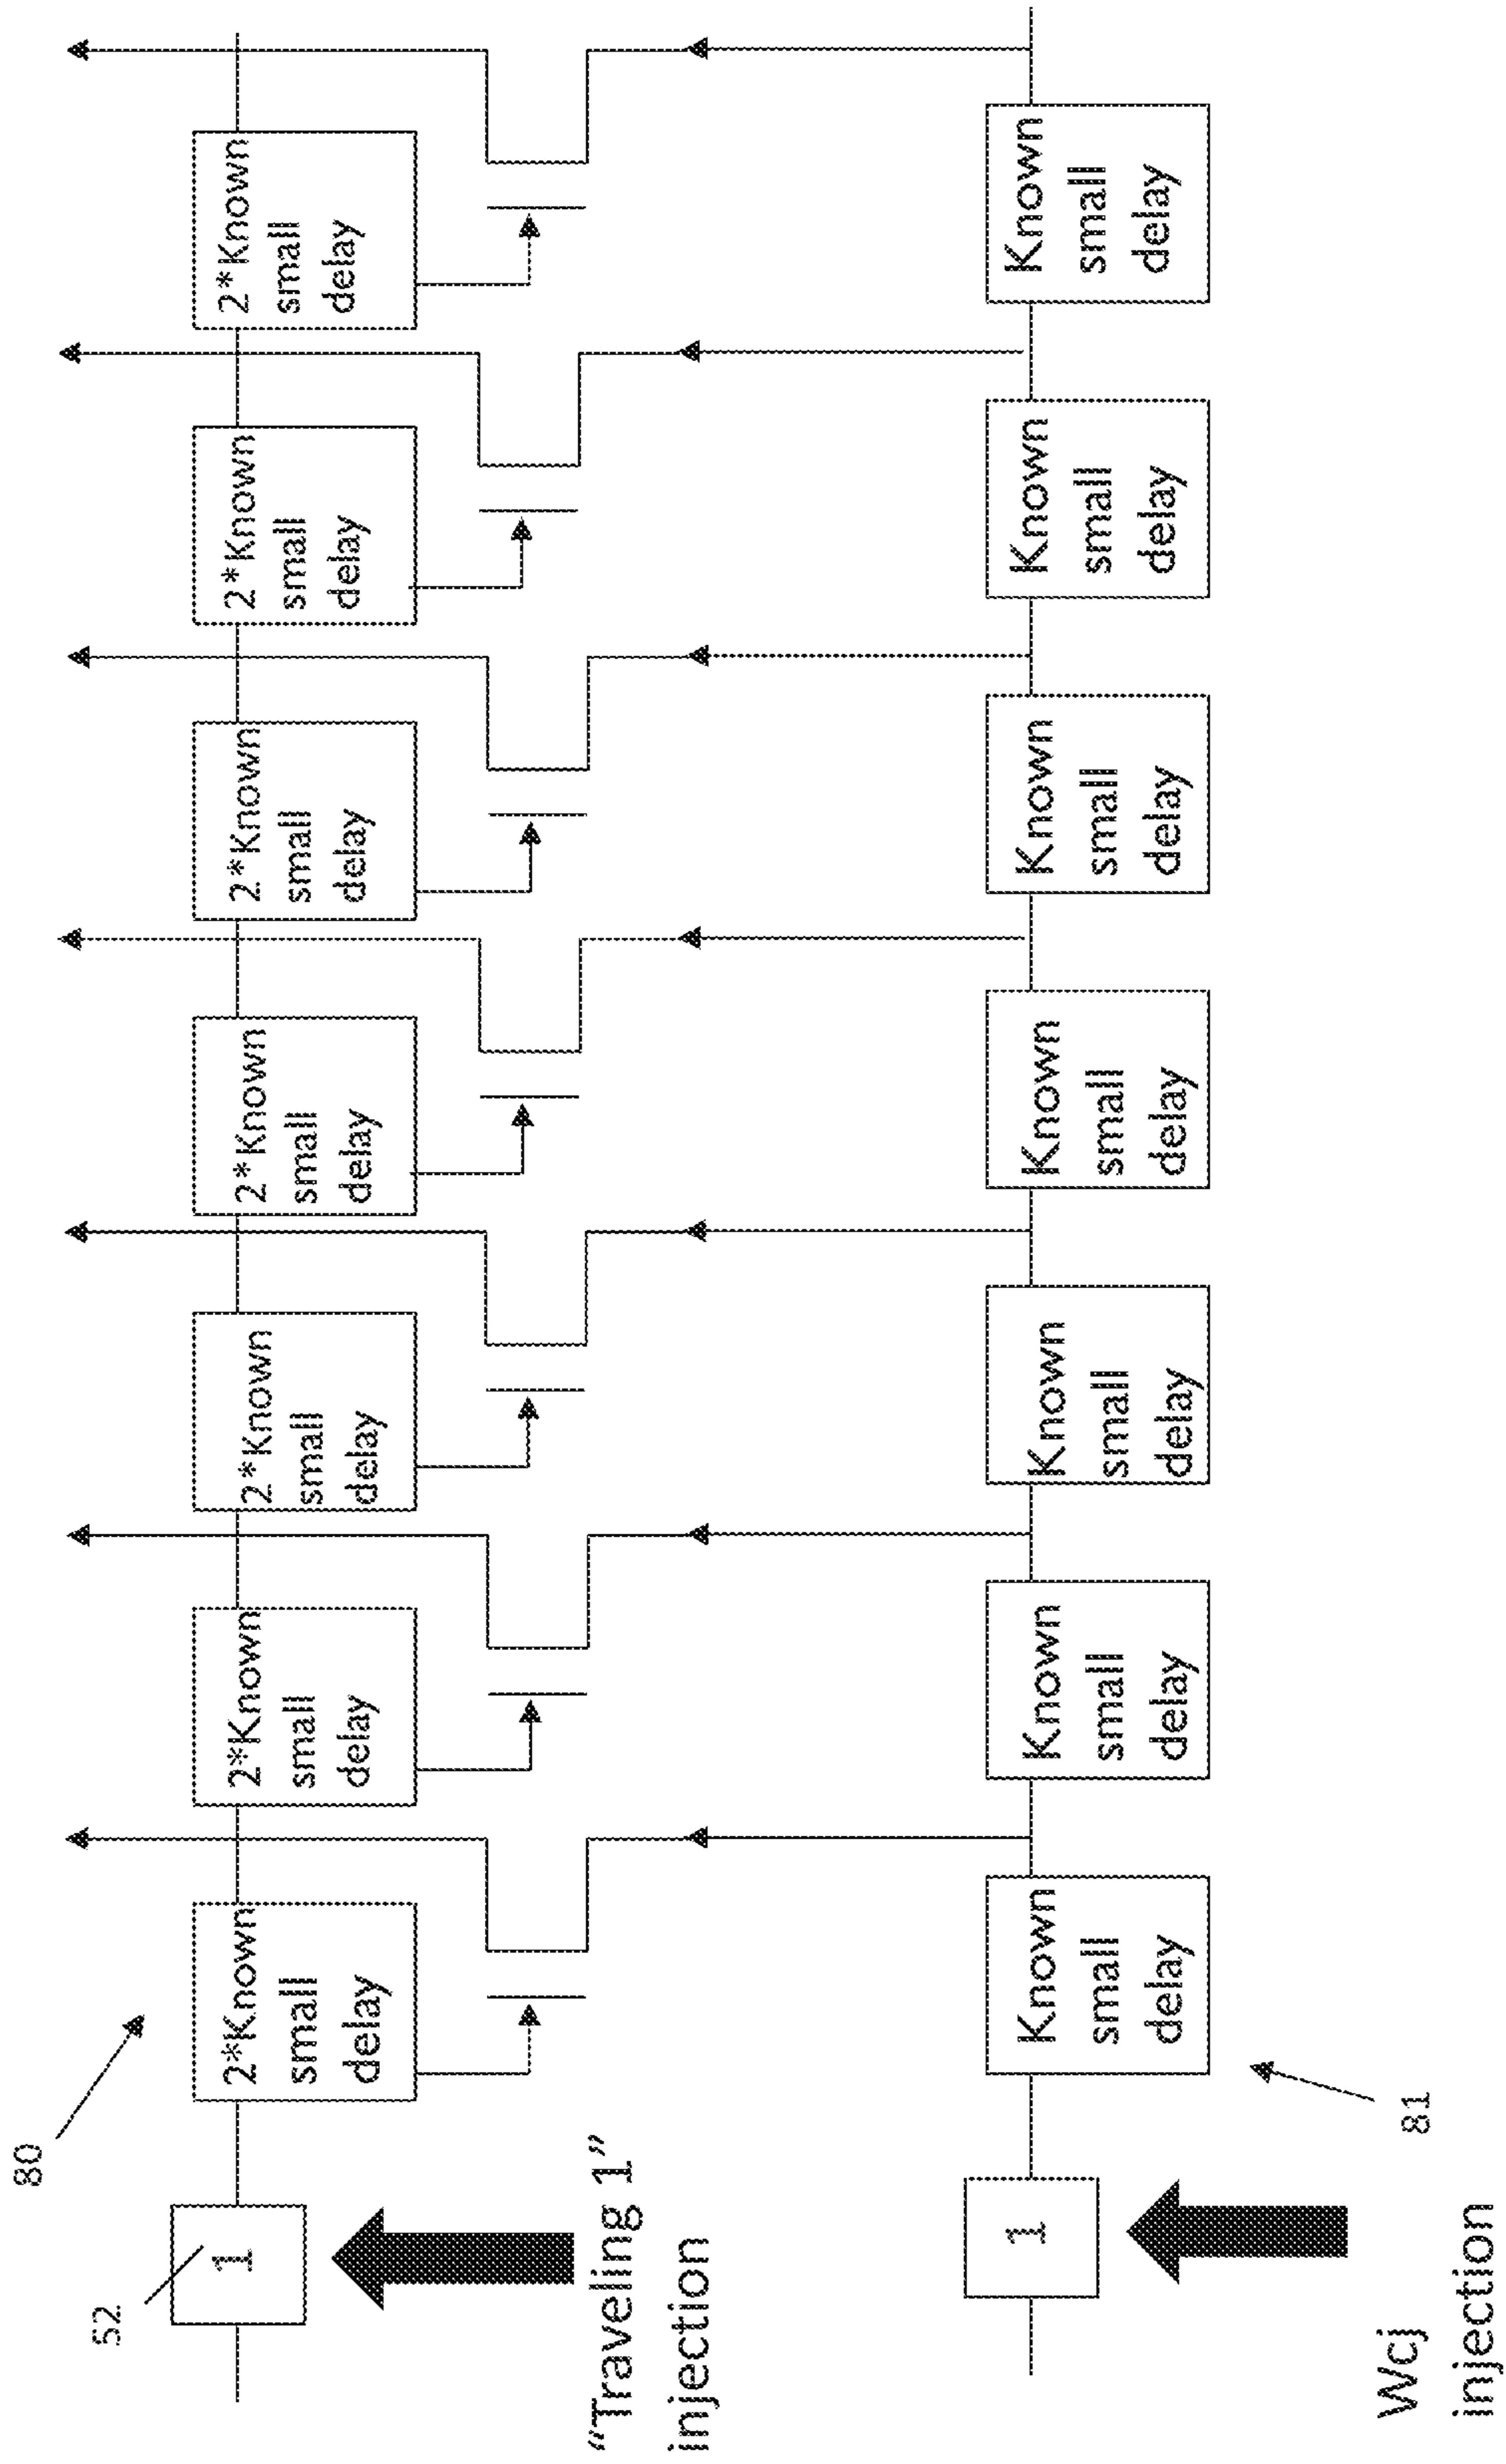 80
52
1
2*Known
small
delay
2*Known
small
delay
2*Known
small
delay
2*Known
small
delay
2*Known
small
delay
2*Known
small
delay
2*Known
small
delay
"Traveling 1"
injection
1
Known
small
delay
Known
small
delay
Known
small
delay
Known
small
delay
Known
small
delay
Known
small
delay
Known
small
delay
81
Wcj
injection